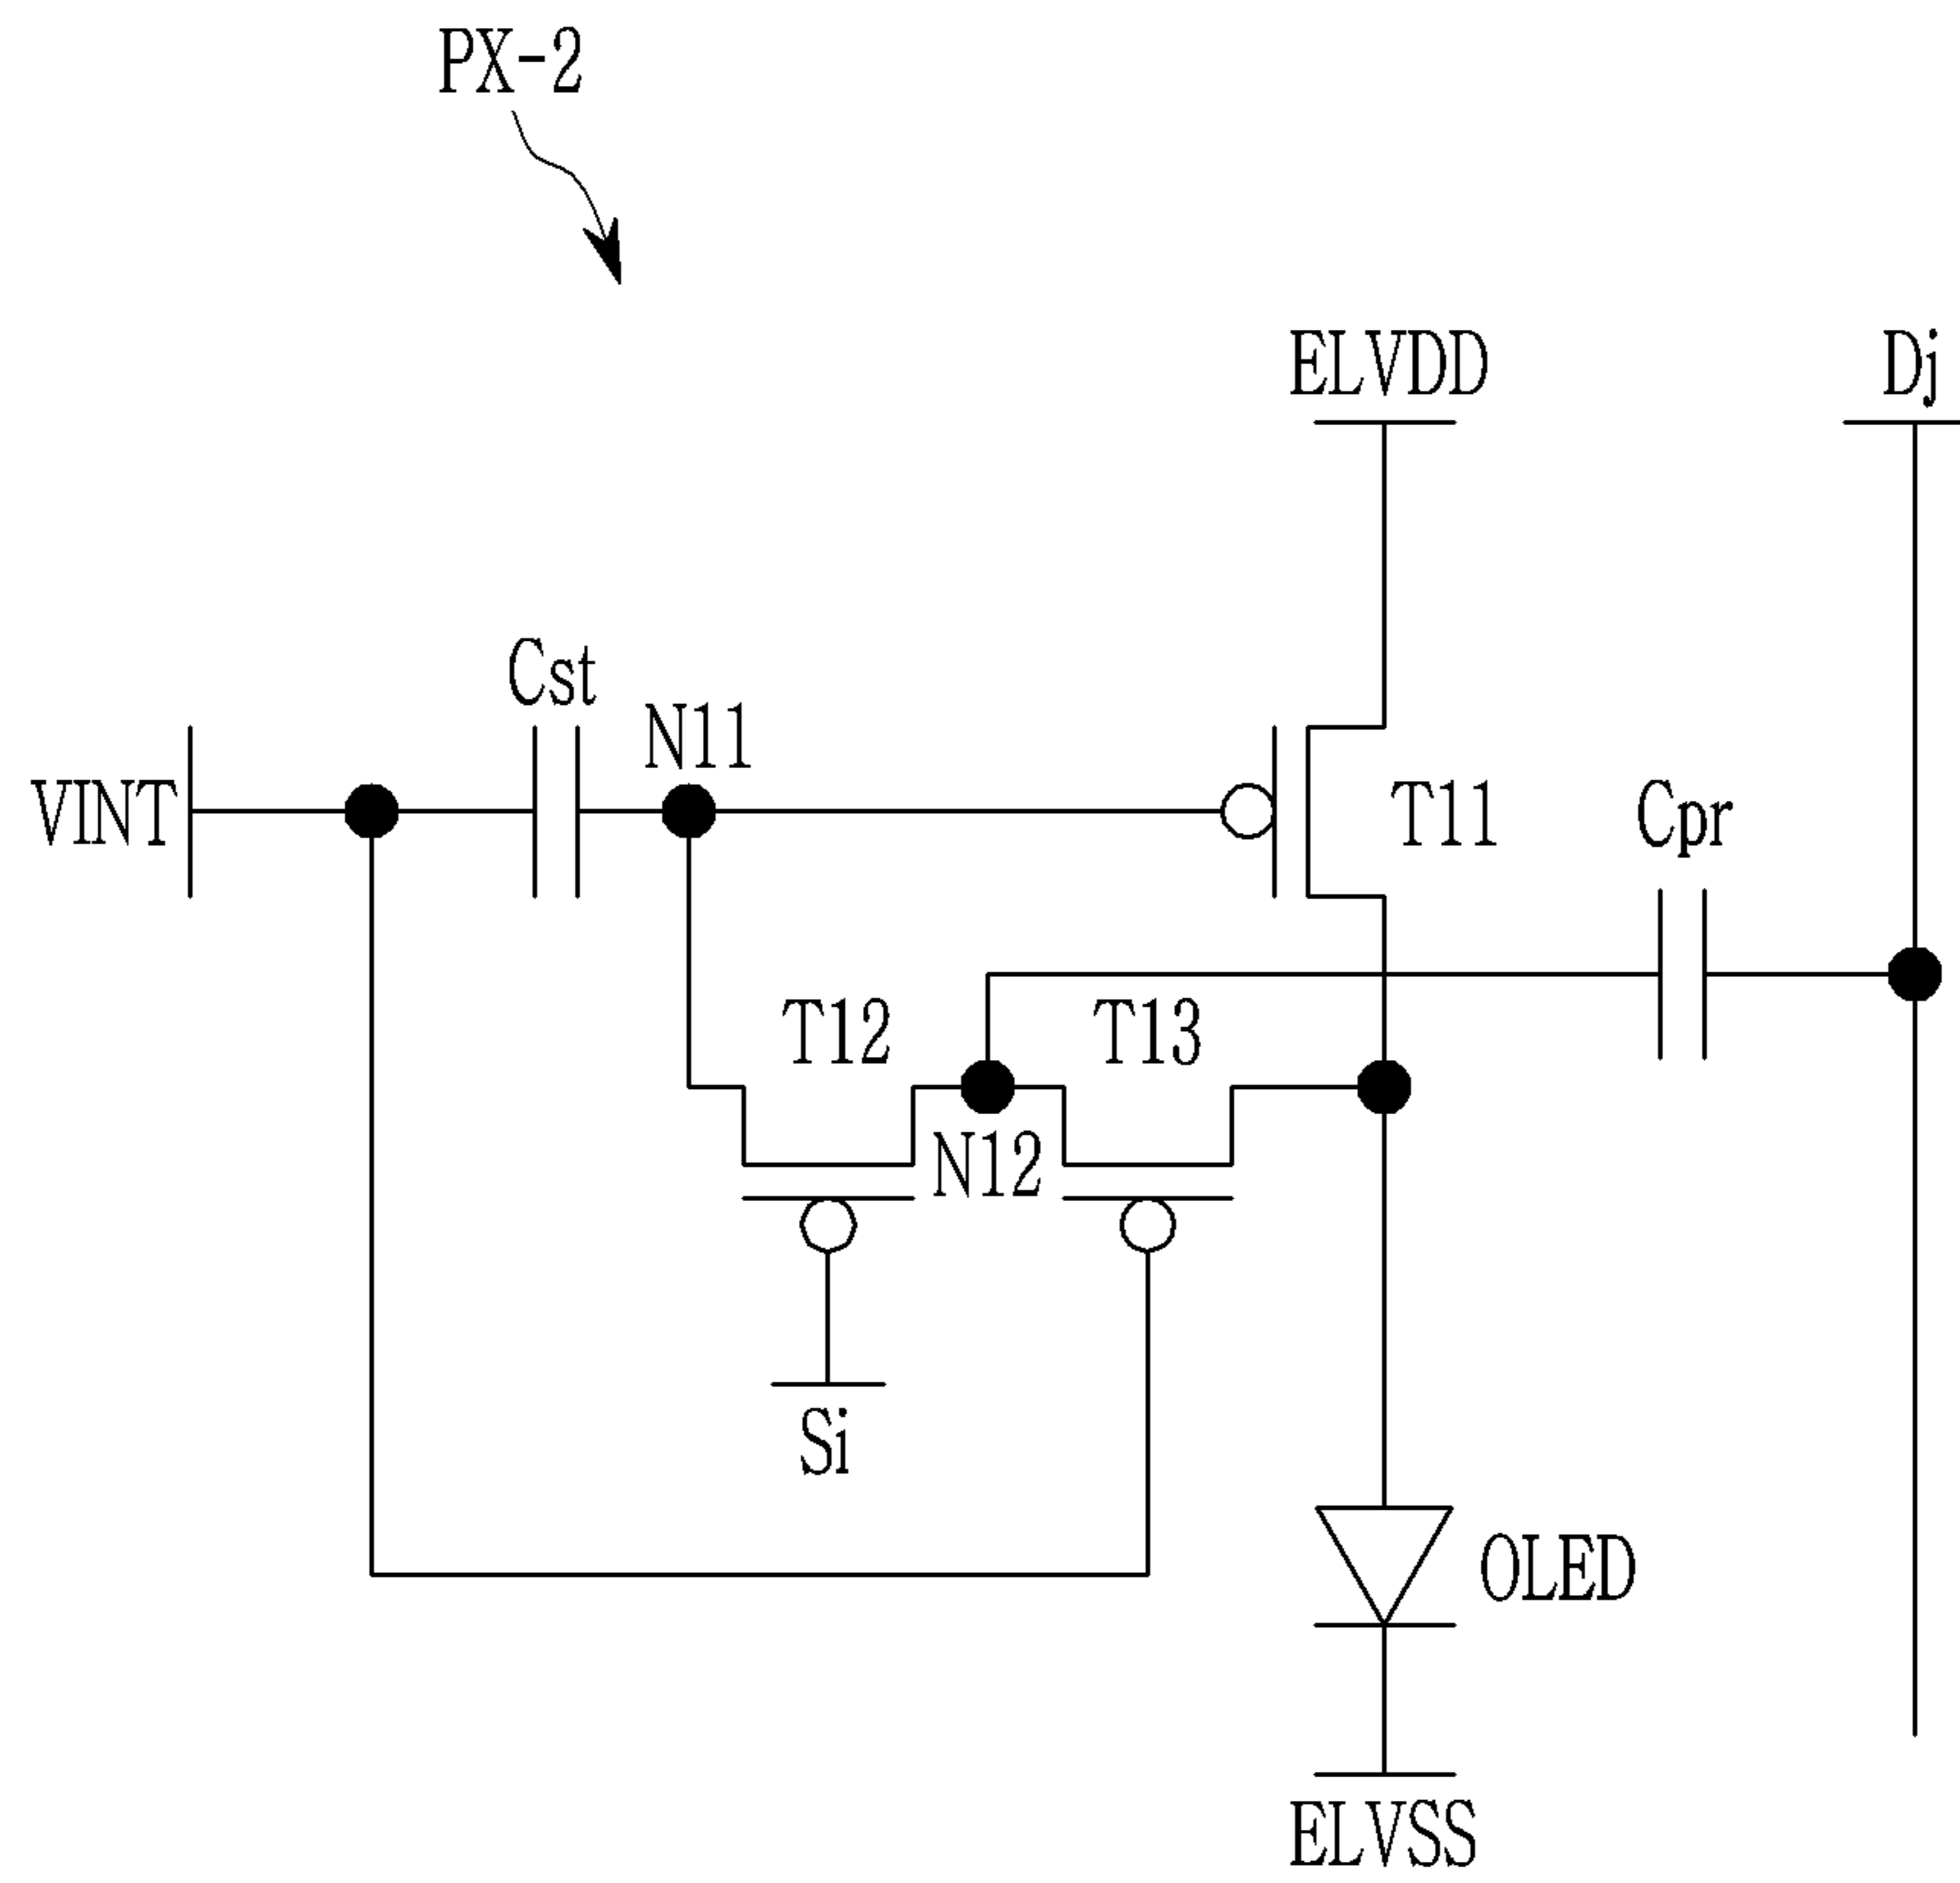 PX-2
ELVDD
Dj
Cst
N11
VINT
T11
Cpr
T12
T13
N12
Si
OLED
ELVSS